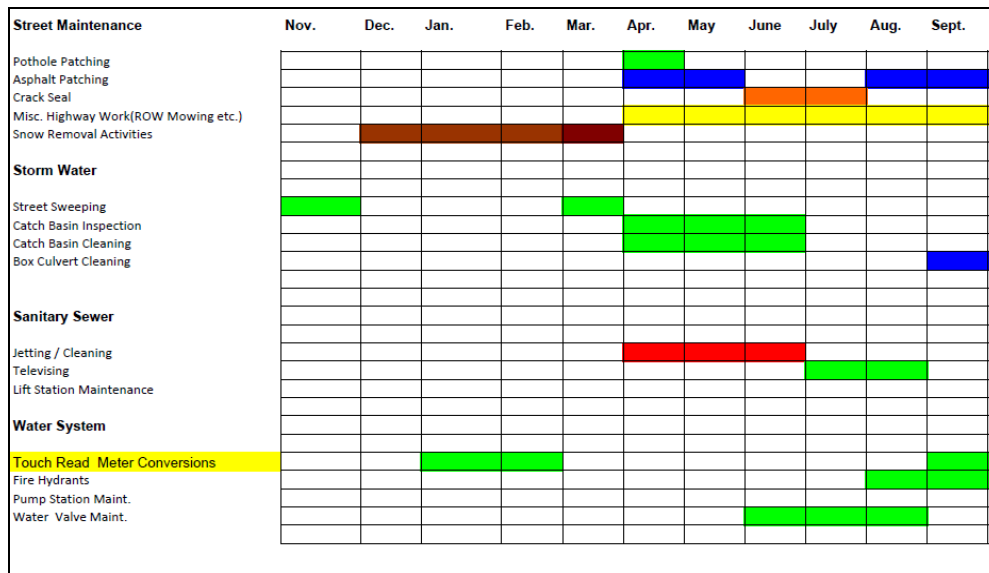 Street Maintenance Nov. Dec. Jan. Feb. Mar. Apr. May June July Aug. Sept.
Pothole Patching
Asphalt Patching
Crack Seal
Misc. Highway Work(ROW Mowing etc.)
Snow Removal Activities
Storm Water
Street Sweeping
Catch Basin Inspection
Catch Basin Cleaning
Box Culvert Cleaning
Sanitary Sewer
Jetting / Cleaning
Televising
Lift Station Maintenance
Water System
Touch Read  Meter Conversions
Fire Hydrants
Pump Station Maint.
Water  Valve Maint.